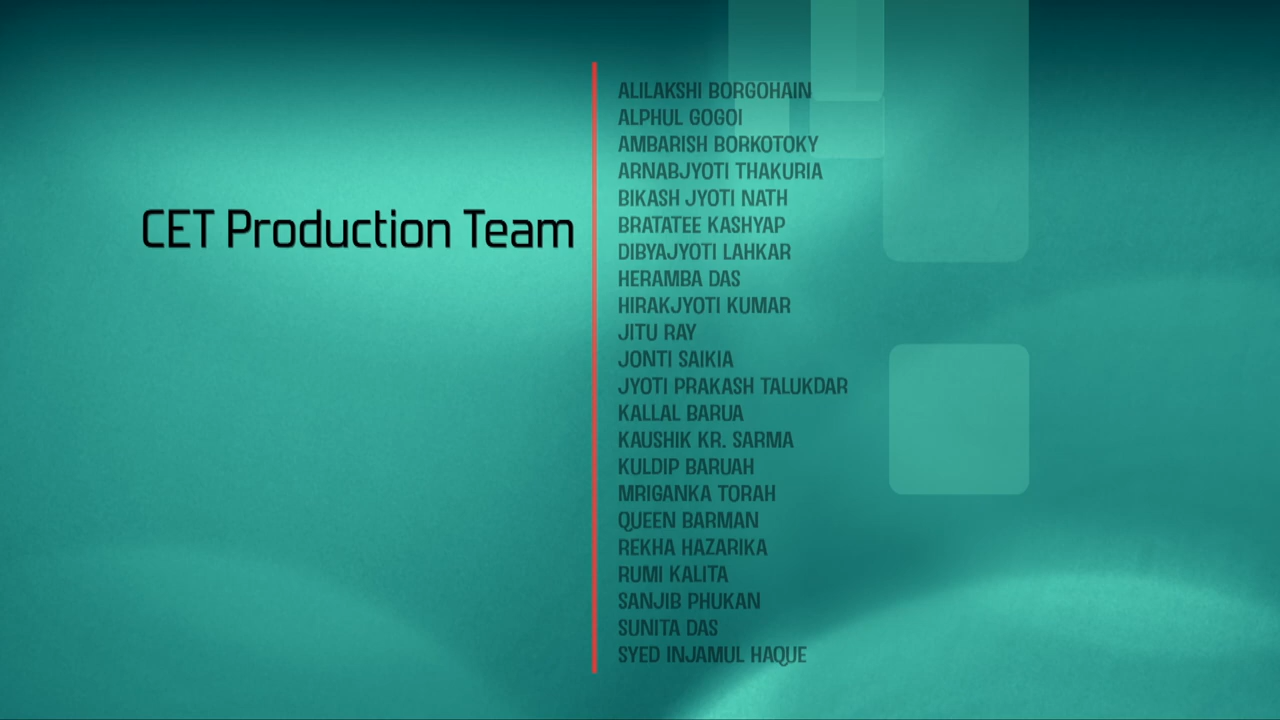 CET Production Team
ALILAKSHI BORGOHAIN
ALPHUL GOGOI
AMBARISH BORKOTOKY
ARNABJYOTI THAKURIA
BIKASH JYOTI NATH
BRATATEE KASHYAP
DIBYAJYOTI LAHKAR
HERAMBA DAS
HIRAKJYOTI KUMAR
JITU RAY
JONTI SAIKIA
JYOTI PRAKASH TALUKDAR
KALLAL BARUA
KAUSHIK KR. SARMA
KULDIP BARUAH
MRIGANKA TORAH
QUEEN BARMAN
REKHA HAZARIKA
RUMI KALITA
SANJIB PHUKAN
SUNITA DAS
SYED INJAMUL HAQUE